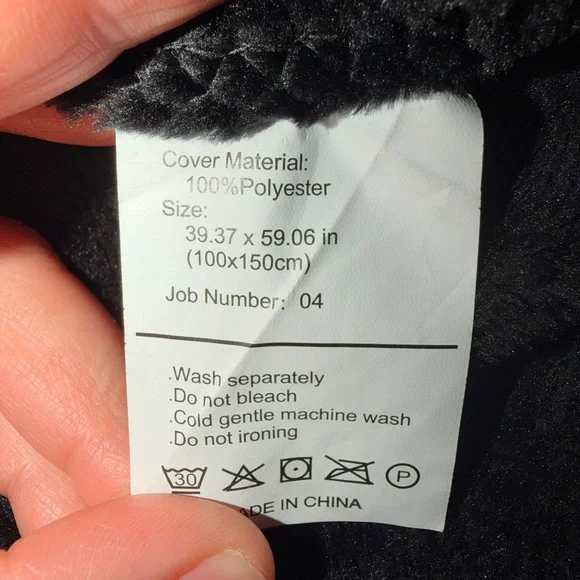 Cover Material:
100%Polyester
Size:
39.37 x 59.06 in
(100x150cm)
Job Number: 04
.Wash separately
.Do not bleach
.Cold gentle machine wash
.Do not ironing
30 P
ADE IN CHINA